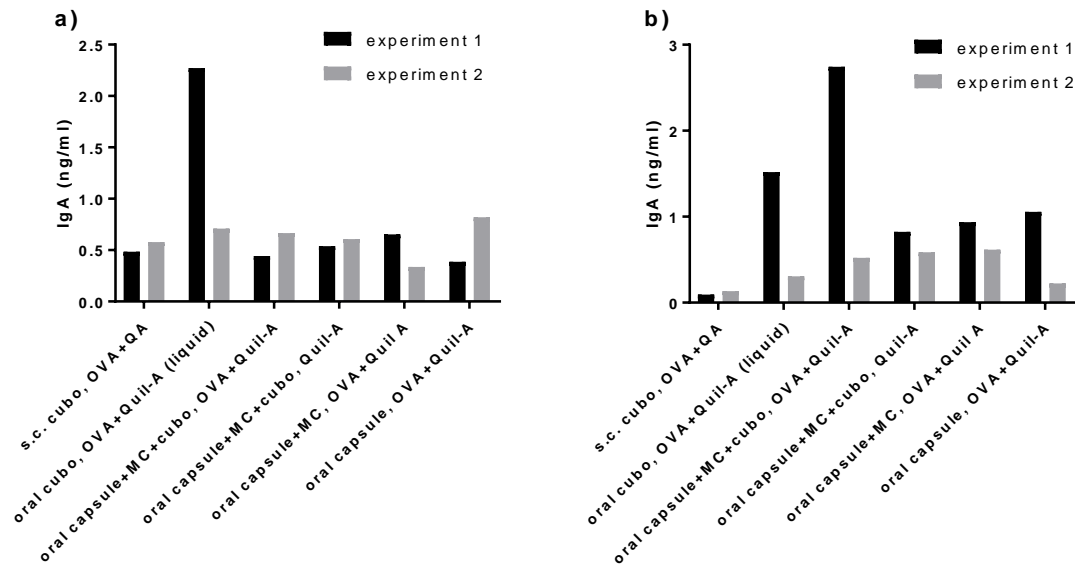 a)
experiment 1
experiment 2
IgA (ng/ml)
2.5
2.0
1.5
1.0
0.5
0.0
s.c. cubo, OVA+QA
oral cubo, OVA+Quil-A (liquid)
oral capsule+MC+cubo, OVA+Quil-A
oral capsule+MC+cubo, Quil-A
oral capsule+MC, OVA+Quil A
oral capsule, OVA+Quil-A
b)
experiment 1
experiment 2
IgA (ng/ml)
3
2
1
0
s.c. cubo, OVA+QA
oral cubo, OVA+Quil-A (liquid)
oral capsule+MC+cubo, OVA+Quil-A
oral capsule+MC+cubo, Quil-A
oral capsule+MC, OVA+Quil A
oral capsule, OVA+Quil-A